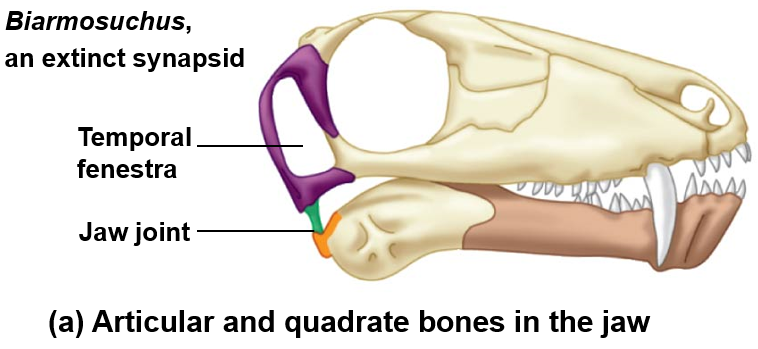 Biarmosuchus,
an extinct synapsid
Temporal
fenestra
Jaw joint
(a) Articular and quadrate bones in the jaw